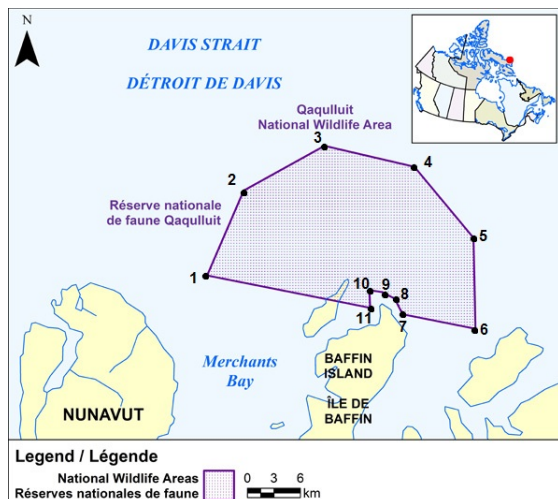 N
DAVIS STRAIT
DÉTROIT DE DAVIS
Qaqulluit
National Wildlife Area
3
4
2
Réserve nationale
de faune Qaqulluit
5
1
10
9
8
11
7
6
Merchants
Bay
BAFFIN
ISLAND
ÎLE DE
BAFFIN
NUNAVUT
Legend / Légende
National Wildlife Areas
Réserves nationales de faune
0 3 6
km